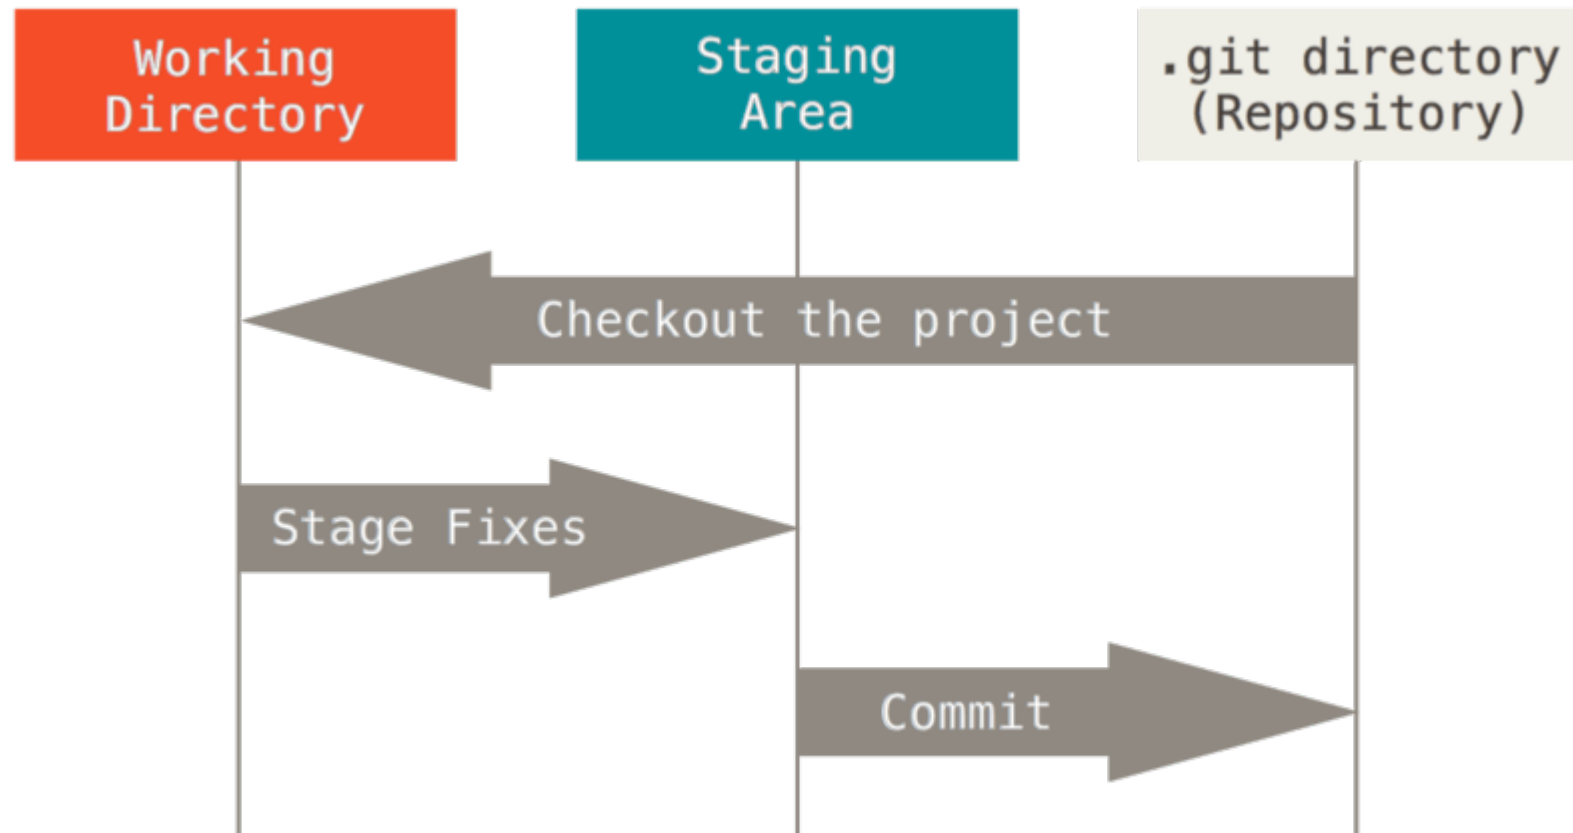 Working
Directory
Staging
Area
.git directory
(Repository)
Checkout the project
Stage Fixes
Commit